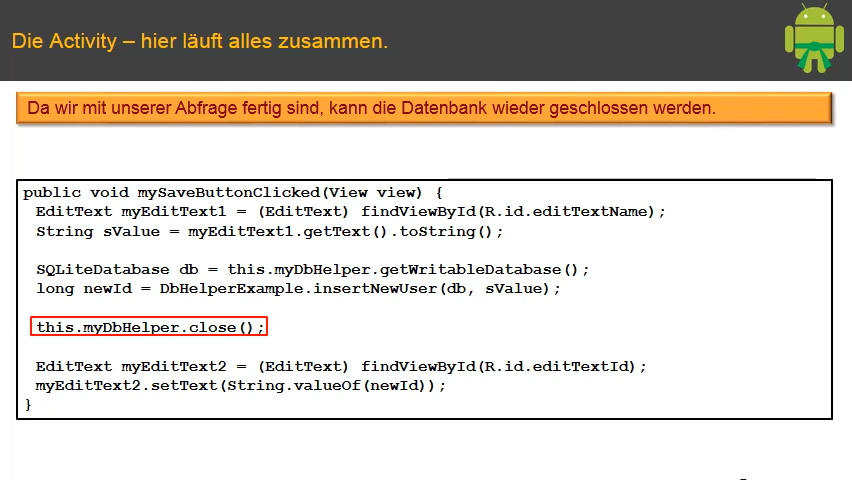 Die Activity – hier läuft alles zusammen.
Da wir mit unserer Abfrage fertig sind, kann die Datenbank wieder geschlossen werden.
public void mySaveButtonClicked(View view) {
EditText myEditText1 = (EditText) findViewById(R.id.editTextName);
String sValue = myEditText1.getText().toString();
SQLiteDatabase db = this.myDbHelper.getWritableDatabase();
long newId = DbHelperExample.insertNewUser(db, sValue);
this.myDbHelper.close();
EditText myEditText2 = (EditText) findViewById(R.id.editTextId);
myEditText2.setText(String.valueOf(newId));
}